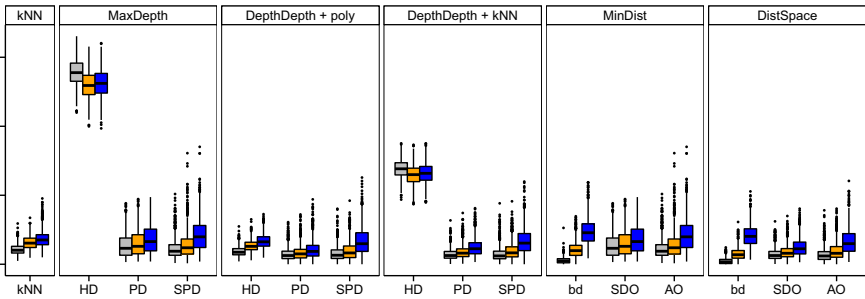 kNN MaxDepth DepthDepth + poly DepthDepth + kNN MinDist DistSpace
kNN HD PD SPD HD PD SPD HD PD SPD bd SDO AO bd SDO AO